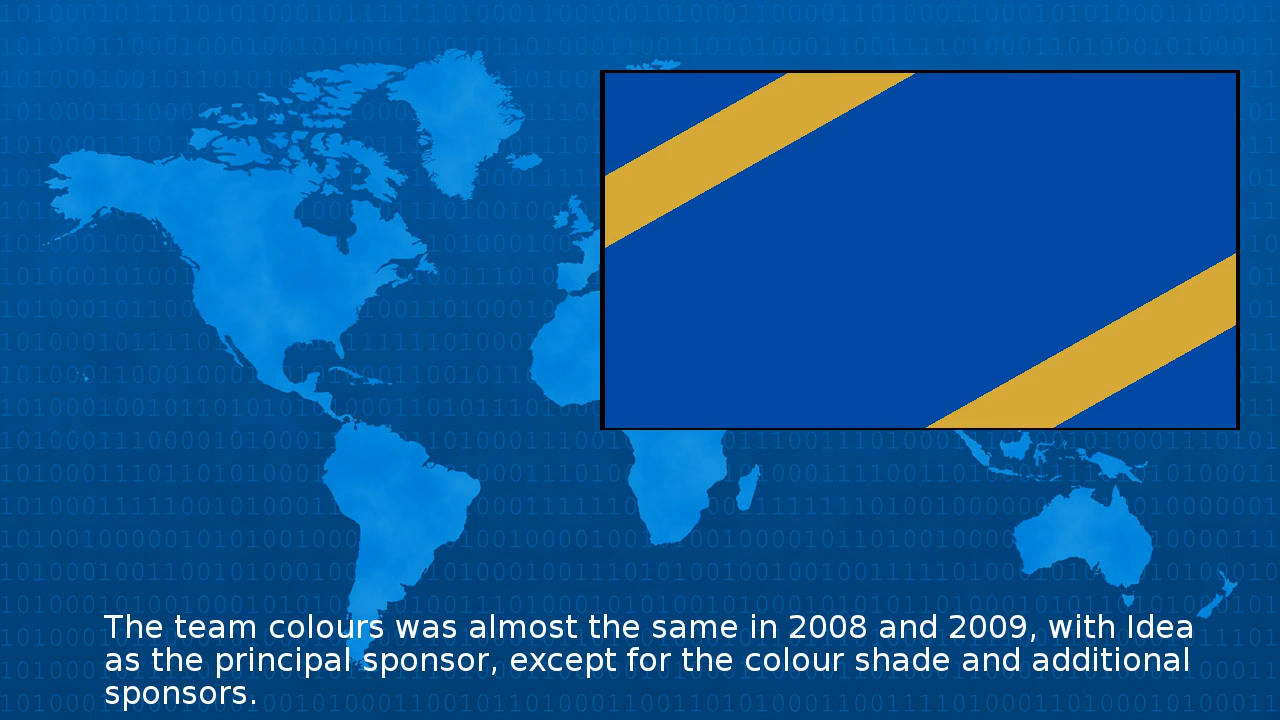 The team colours was almost the same in 2008 and 2009, with Idea
as the principal sponsor, except for the colour shade and additional
sponsors.